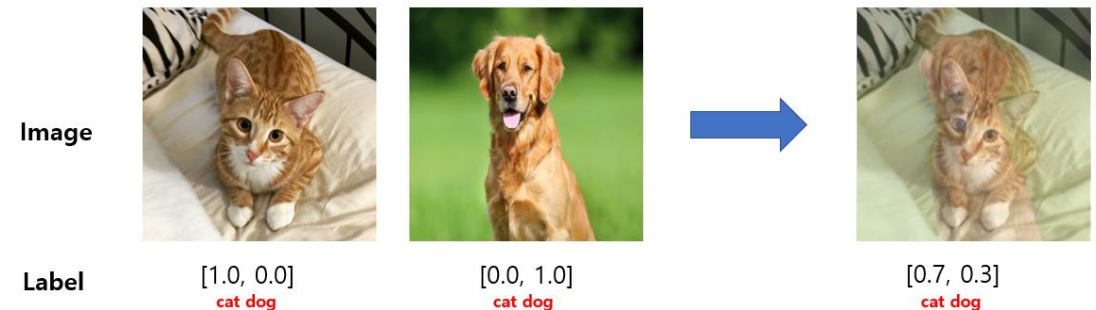 Image
Label
[1.0, 0.0]
cat dog
[0.0, 1.0]
cat dog
[0.7, 0.3]
cat dog